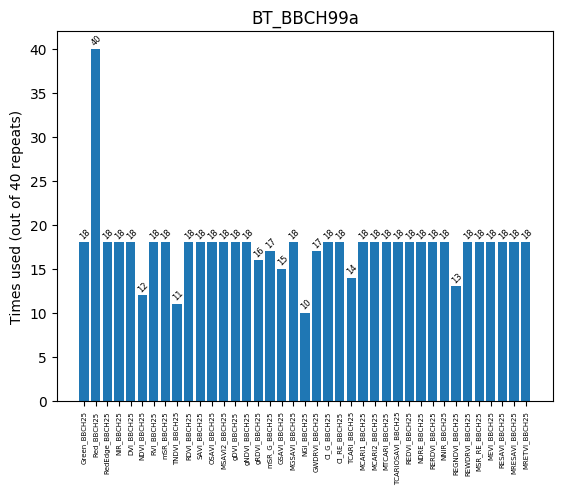 BT_BBCH99a
Times used (out of 40 repeats)
40
35
30
25
20
15
10
5
0
18 40 18 18 18 12 18 18 11 18 18 18 18 18 18 16 17 15 18 10 17 18 18 14 18 18 18 18 18 18 18 18 13 18 18 18 18 18 18
Green_BBCH25
Red_BBCH25
RedEdge_BBCH25
NIR_BBCH25
DVI_BBCH25
NDVI_BBCH25
RVI_BBCH25
mSR_BBCH25
TNDVI_BBCH25
RDVI_BBCH25
SAVI_BBCH25
OSAVI_BBCH25
MSAVI2_BBCH25
gDVI_BBCH25
gNDVI_BBCH25
gRDVI_BBCH25
mSR_G_BBCH25
GSAVI_BBCH25
MGSAVI_BBCH25
NGI_BBCH25
GWDRVI_BBCH25
CI_G_BBCH25
CI_RE_BBCH25
TCARI_BBCH25
MCARI1_BBCH25
MCARI2_BBCH25
MTCARI_BBCH25
TCARIOSAVI_BBCH25
REDVI_BBCH25
NDRE_BBCH25
RERDVI_BBCH25
NNIR_BBCH25
REGNDVI_BBCH25
REWDRVI_BBCH25
MSR_RE_BBCH25
MEVI_BBCH25
RESAVI_BBCH25
MRESAVI_BBCH25
MRETVI_BBCH25